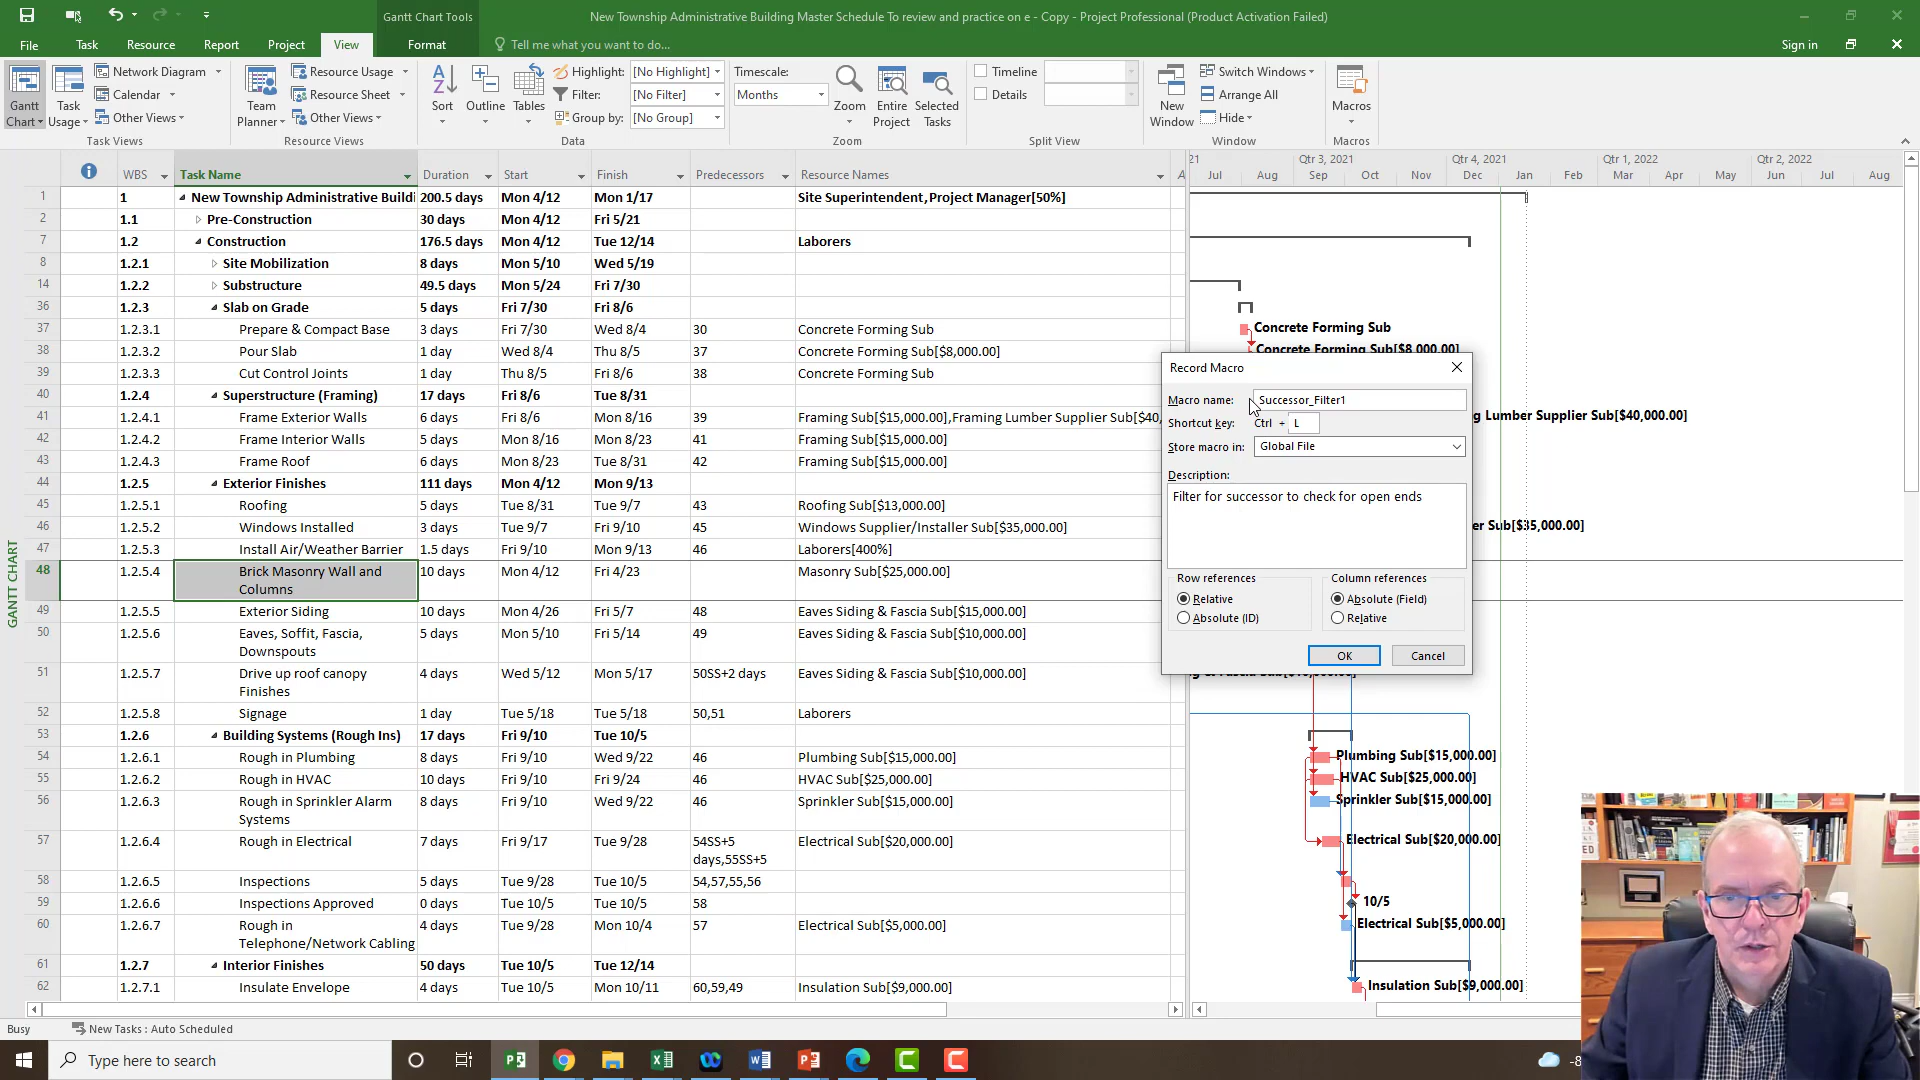 Gantt Chart Tools
New Township Administrative Building Master Schedule To review and practice on e - Copy - Project Professional (Product Activation Failed)
File Task Resource Report Project View Format Tell me what you want to do... Sign in
Gantt Chart
Task Usage
Network Diagram
Calendar
Other Views
Task Views
Team Planner
Resource Usage
Resource Sheet
Other Views
Resource Views
Sort
Outline
Tables
Highlight: [No Highlight]
Filter: [No Filter]
Group by: [No Group]
Data
Timescale:
Months
Zoom
Entire Project
Selected Tasks
Zoom
Timeline
Details
Split View
New Window
Switch Windows
Arrange All
Hide
Window
Macros
Macros
WBS Task Name Duration Start Finish Predecessors Resource Names A
1 1 New Township Administrative Buildi 200.5 days Mon 4/12 Mon 1/17 Site Superintendent,Project Manager[50%]
2 1.1 Pre-Construction 30 days Mon 4/12 Fri 5/21
7 1.2 Construction 176.5 days Mon 4/12 Tue 12/14 Laborers
8 1.2.1 Site Mobilization 8 days Mon 5/10 Wed 5/19
14 1.2.2 Substructure 49.5 days Mon 5/24 Fri 7/30
36 1.2.3 Slab on Grade 5 days Fri 7/30 Fri 8/6
37 1.2.3.1 Prepare & Compact Base 3 days Fri 7/30 Wed 8/4 30 Concrete Forming Sub
38 1.2.3.2 Pour Slab 1 day Wed 8/4 Thu 8/5 37 Concrete Forming Sub[$8,000.00]
39 1.2.3.3 Cut Control Joints 1 day Thu 8/5 Fri 8/6 38 Concrete Forming Sub
40 1.2.4 Superstructure (Framing) 17 days Fri 8/6 Tue 8/31
41 1.2.4.1 Frame Exterior Walls 6 days Fri 8/6 Mon 8/16 39 Framing Sub[$15,000.00],Framing Lumber Supplier Sub[$40,
42 1.2.4.2 Frame Interior Walls 6 days Mon 8/16 Mon 8/23 41 Framing Sub[$15,000.00]
43 1.2.4.3 Frame Roof 6 days Mon 8/23 Tue 8/31 42 Framing Sub[$15,000.00]
44 1.2.5 Exterior Finishes 111 days Mon 4/12 Mon 9/13
45 1.2.5.1 Roofing 5 days Tue 8/31 Tue 9/7 43 Roofing Sub[$13,000.00]
46 1.2.5.2 Windows Installed 3 days Tue 9/7 Fri 9/10 45 Windows Supplier/Installer Sub[$35,000.00]
47 1.2.5.3 Install Air/Weather Barrier 1.5 days Fri 9/10 Mon 9/13 46 Laborers[400%]
48 1.2.5.4 Brick Masonry Wall and 10 days Mon 4/12 Fri 4/23 Masonry Sub[$25,000.00]
Columns
49 1.2.5.5 Exterior Siding 10 days Mon 4/26 Fri 5/7 48 Eaves Siding & Fascia Sub[$15,000.00]
50 1.2.5.6 Eaves, Soffit, Fascia, 5 days Mon 5/10 Fri 5/14 49 Eaves Siding & Fascia Sub[$10,000.00]
Downspouts
51 1.2.5.7 Drive up roof canopy 4 days Wed 5/12 Mon 5/17 50SS+2 days Eaves Siding & Fascia Sub[$10,000.00]
Finishes
52 1.2.5.8 Signage 1 day Tue 5/18 Tue 5/18 50,51 Laborers
53 1.2.6 Building Systems (Rough Ins) 17 days Fri 9/10 Tue 10/5
54 1.2.6.1 Rough in Plumbing 8 days Fri 9/10 Wed 9/22 46 Plumbing Sub[$15,000.00]
55 1.2.6.2 Rough in HVAC 10 days Fri 9/10 Fri 9/24 46 HVAC Sub[$25,000.00]
56 1.2.6.3 Rough in Sprinkler Alarm 8 days Fri 9/10 Wed 9/22 46 Sprinkler Sub[$15,000.00]
Systems
57 1.2.6.4 Rough in Electrical 7 days Fri 9/17 Tue 9/28 54SS+5 Electrical Sub[$20,000.00]
days,55SS+5
58 1.2.6.5 Inspections 5 days Tue 9/28 Tue 10/5 54,57,55,56
59 1.2.6.6 Inspections Approved 0 days Tue 10/5 Tue 10/5 58
60 1.2.6.7 Rough in 4 days Tue 9/28 Mon 10/4 57 Electrical Sub[$5,000.00]
Telephone/Network Cabling
61 1.2.7 Interior Finishes 50 days Tue 10/5 Tue 12/14
62 1.2.7.1 Insulate Envelope 4 days Tue 10/5 Mon 10/11 60,59,49 Insulation Sub[$9,000.00]
GANTT CHART
21 Qtr 3, 2021 Qtr 4, 2021 Qtr 1, 2022 Qtr 2, 2022
Jul Aug Sep Oct Nov Dec Jan Feb Mar Apr May Jun Jul Aug
Concrete Forming Sub
Concrete Forming Sub[$8,000.00]
g Lumber Supplier Sub[$40,000.00]
er Sub[$35,000.00]
Plumbing Sub[$15,000.00]
HVAC Sub[$25,000.00]
Sprinkler Sub[$15,000.00]
Electrical Sub[$20,000.00]
10/5
Electrical Sub[$5,000.00]
Insulation Sub[$9,000.00]
Record Macro
Macro name: Successor_Filter1
Shortcut key: Ctrl + L
Store macro in: Global File
Description:
Filter for successor to check for open ends
Row references
Relative
Absolute (ID)
Column references
Absolute (Field)
Relative
OK Cancel
Busy New Tasks : Auto Scheduled
Type here to search
-8